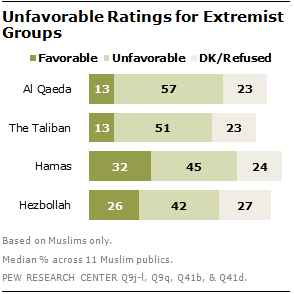 Unfavorable Ratings for Extremist
Groups
Favorable Unfavorable DK/Refused
Al Qaeda 13 57 23
The Taliban 13 51 23
Hamas 32 45 24
Hezbollah 26 42 27
Based on Muslims only.
Median % across 11 Muslim publics.
PEW RESEARCH CENTER Q9j-l, Q9q, Q41b, & Q41d.